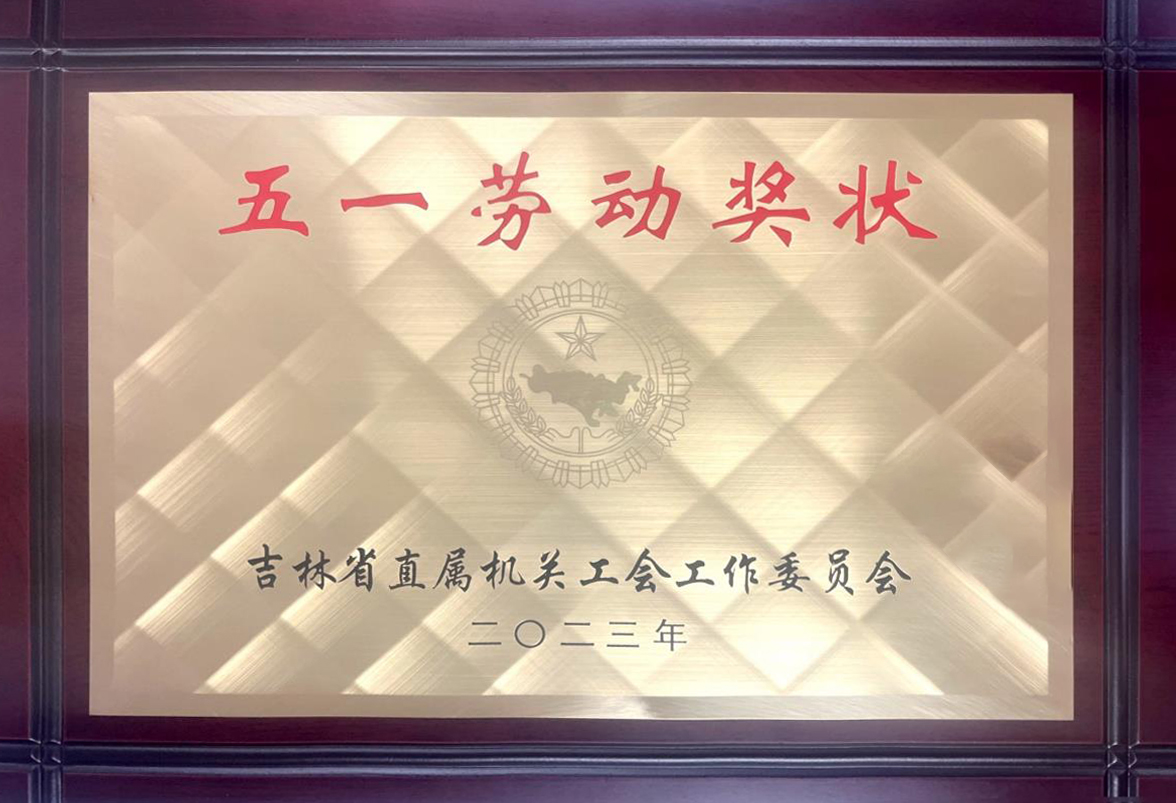 五一劳动奖状
吉林省直属机关工会工作委员会
二〇二三年